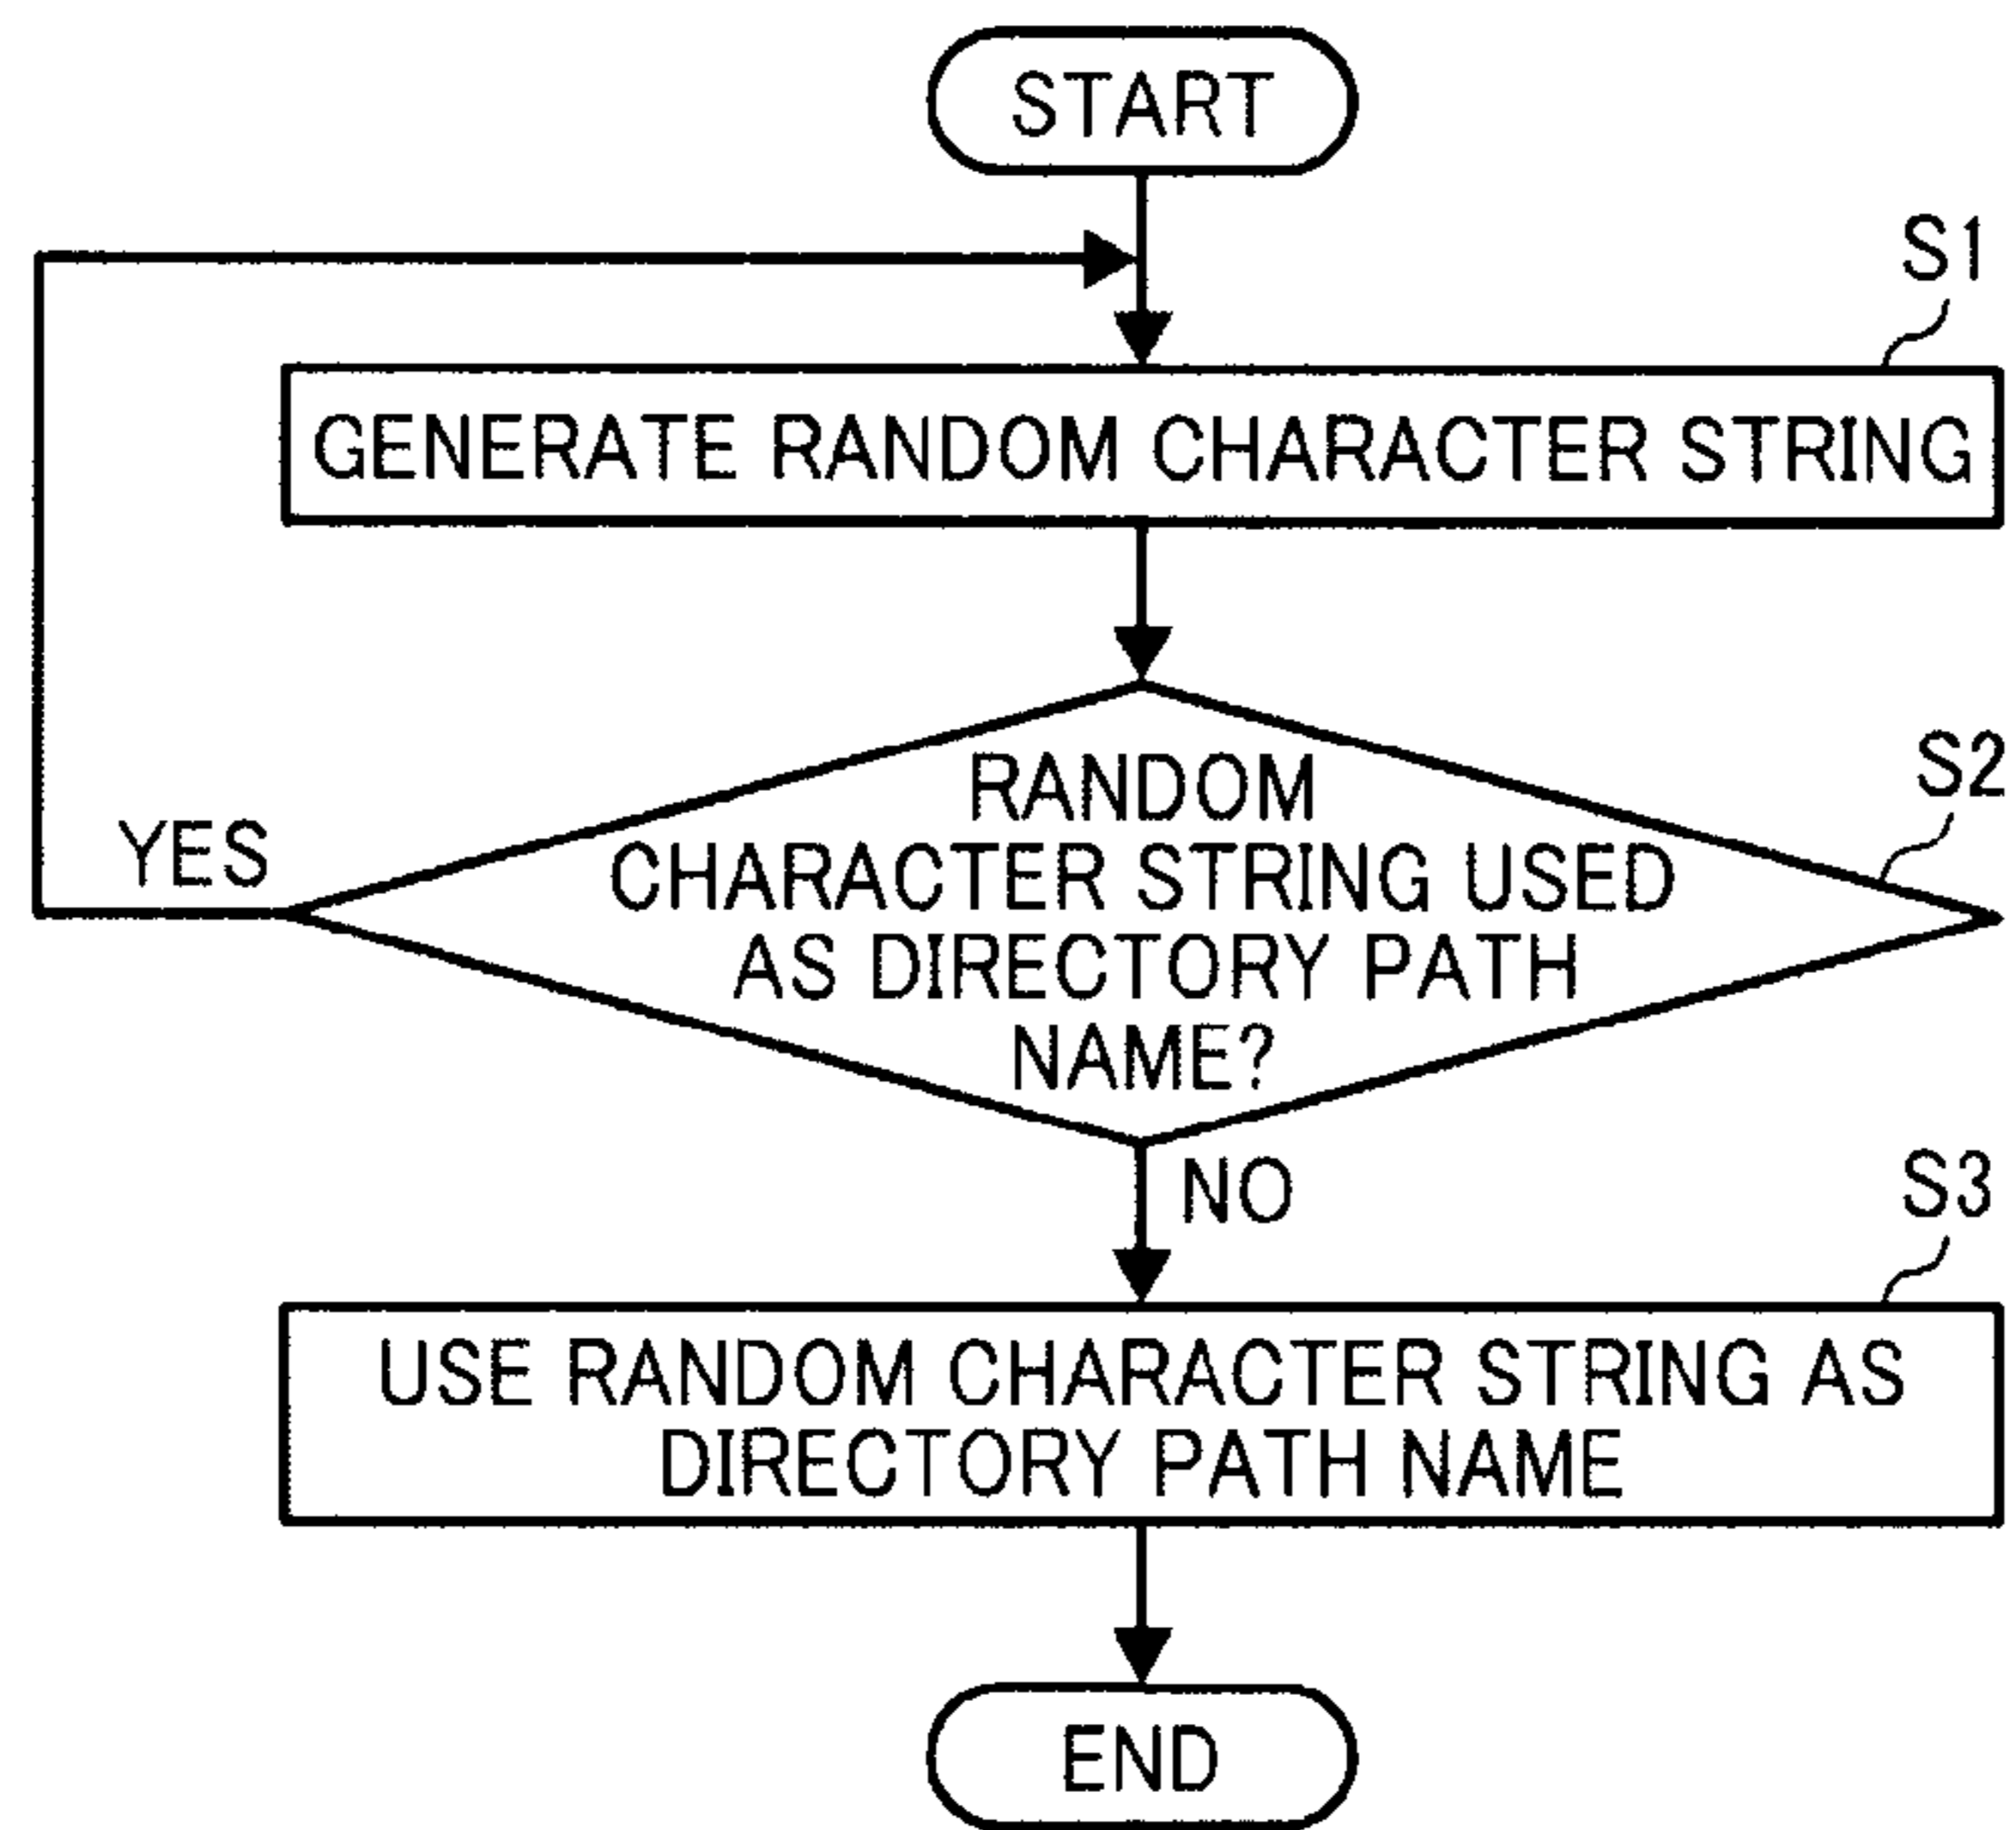 START
S1
GENERATE RANDOM CHARACTER STRING
S2
RANDOM
CHARACTER STRING USED
AS DIRECTORY PATH
NAME?
YES
NO
S3
USE RANDOM CHARACTER STRING AS
DIRECTORY PATH NAME
END